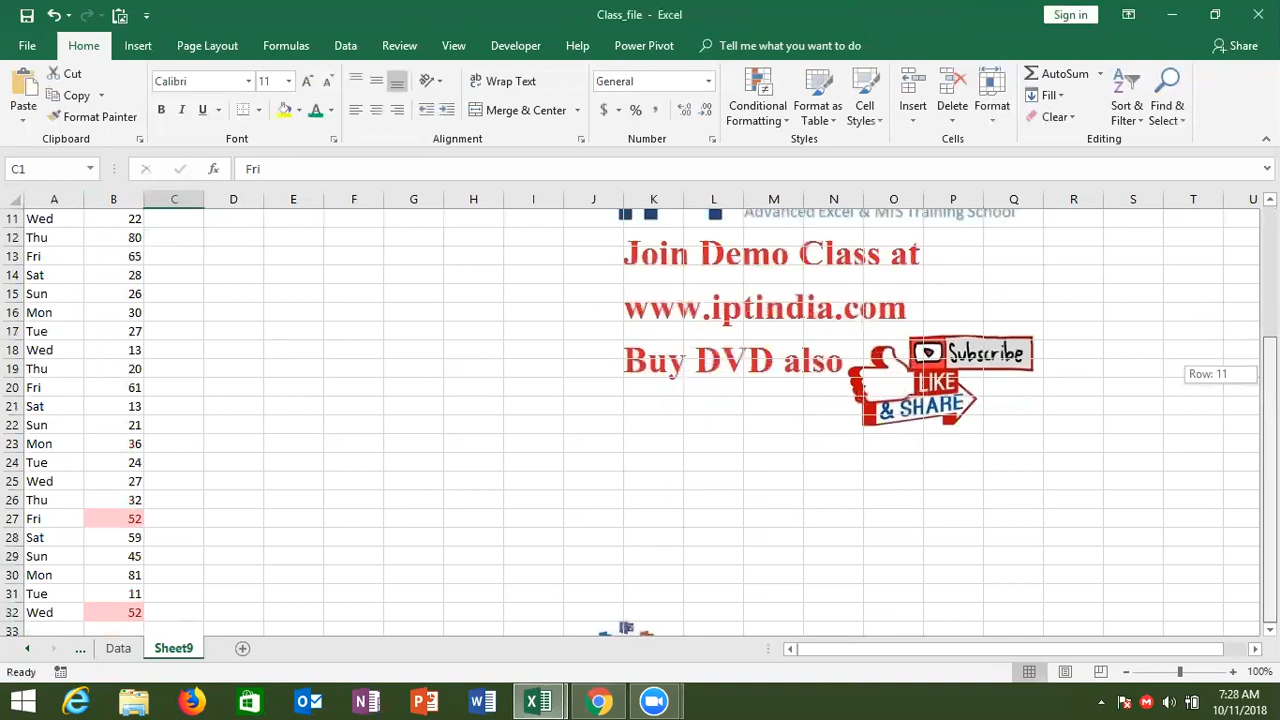 Class_file - Excel
Sign in
File Home Insert Page Layout Formulas Data Review View Developer Help Power Pivot Tell me what you want to do Share
Paste
Cut
Copy
Format Painter
Clipboard
Calibri 11
B I U
Font
Wrap Text
Merge & Center
Alignment
General
$ % ,
Number
Conditional Formatting
Format as Table
Cell Styles
Styles
Insert Delete Format
Cells
AutoSum
Fill
Clear
Sort & Filter
Find & Select
Editing
C1 fx Fri
A B C D E F G H I J K L M N O P Q R S T U
11 Wed 22
12 Thu 80
13 Fri 65
14 Sat 28
15 Sun 26
16 Mon 30
17 Tue 27
18 Wed 13
19 Thu 20
20 Fri 61
21 Sat 13
22 Sun 21
23 Mon 36
24 Tue 24
25 Wed 27
26 Thu 32
27 Fri 52
28 Sat 59
29 Sun 45
30 Mon 81
31 Tue 11
32 Wed 52
33
Advanced Excel & MIS Training School
Join Demo Class at
www.iptindia.com
Buy DVD also
Subscribe
LIKE
& SHARE
Row: 11
... Data Sheet9
Ready
100%
7:28 AM
10/11/2018